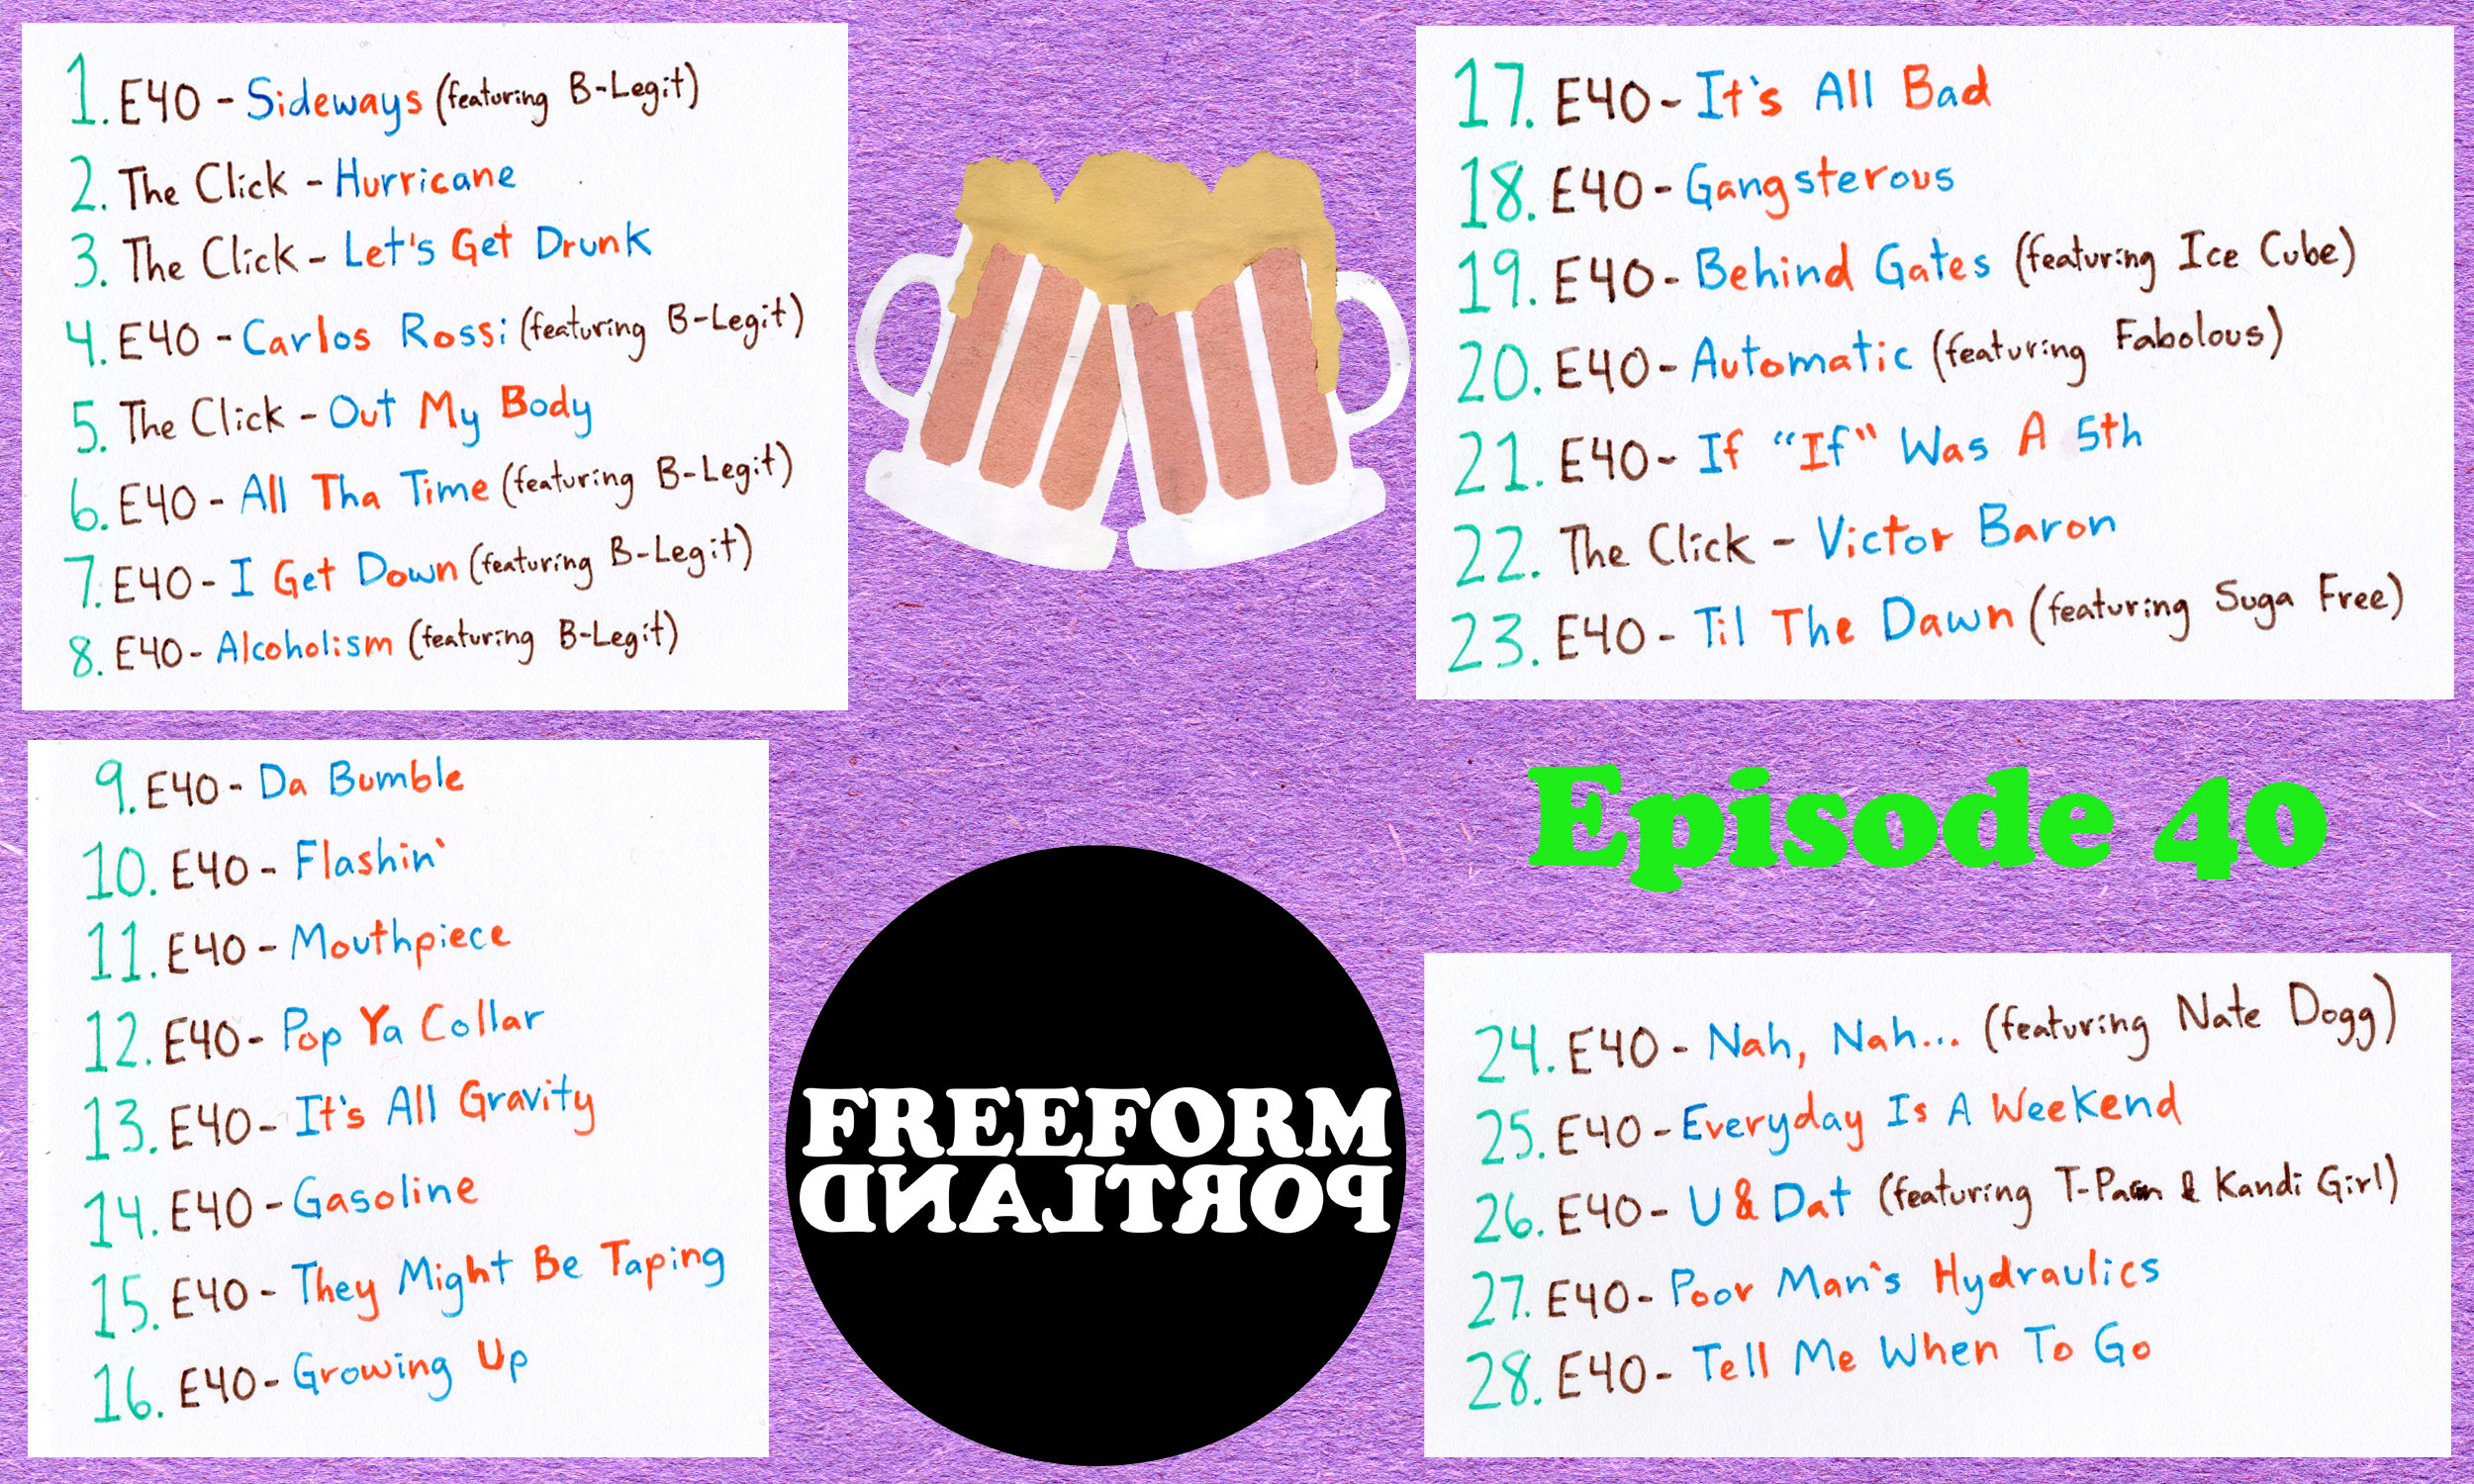 1. E40 - Sideways (featuring B-Legit)
2. The Click - Hurricane
3. The Click - Let's Get Drunk
4. E40 - Carlos Rossi (featuring B-Legit)
5. The Click - Out My Body
6. E40 - All Tha Time (featuring B-Legit)
7. E40 - I Get Down (featuring B-Legit)
8. E40 - Alcoholism (featuring B-Legit)
9. E40 - Da Bumble
10. E40 - Flashin'
11. E40 - Mouthpiece
12. E40 - Pop Ya Collar
13. E40 - It's All Gravity
14. E40 - Gasoline
15. E40 - They Might Be Taping
16. E40 - Growing Up
FREEFORM
PORTLAND
17. E40 - It's All Bad
18. E40 - Gangsterous
19. E40 - Behind Gates (featuring Ice Cube)
20. E40 - Automatic (featuring Fabolous)
21. E40 - If "If" Was A 5th
22. The Click - Victor Baron
23. E40 - Til The Dawn (featuring Suga Free)
Episode 40
24. E40 - Nah, Nah... (featuring Nate Dogg)
25. E40 - Everyday Is A Weekend
26. E40 - U & Dat (featuring T-Pain & Kandi Girl)
27. E40 - Poor Man's Hydraulics
28. E40 - Tell Me When To Go